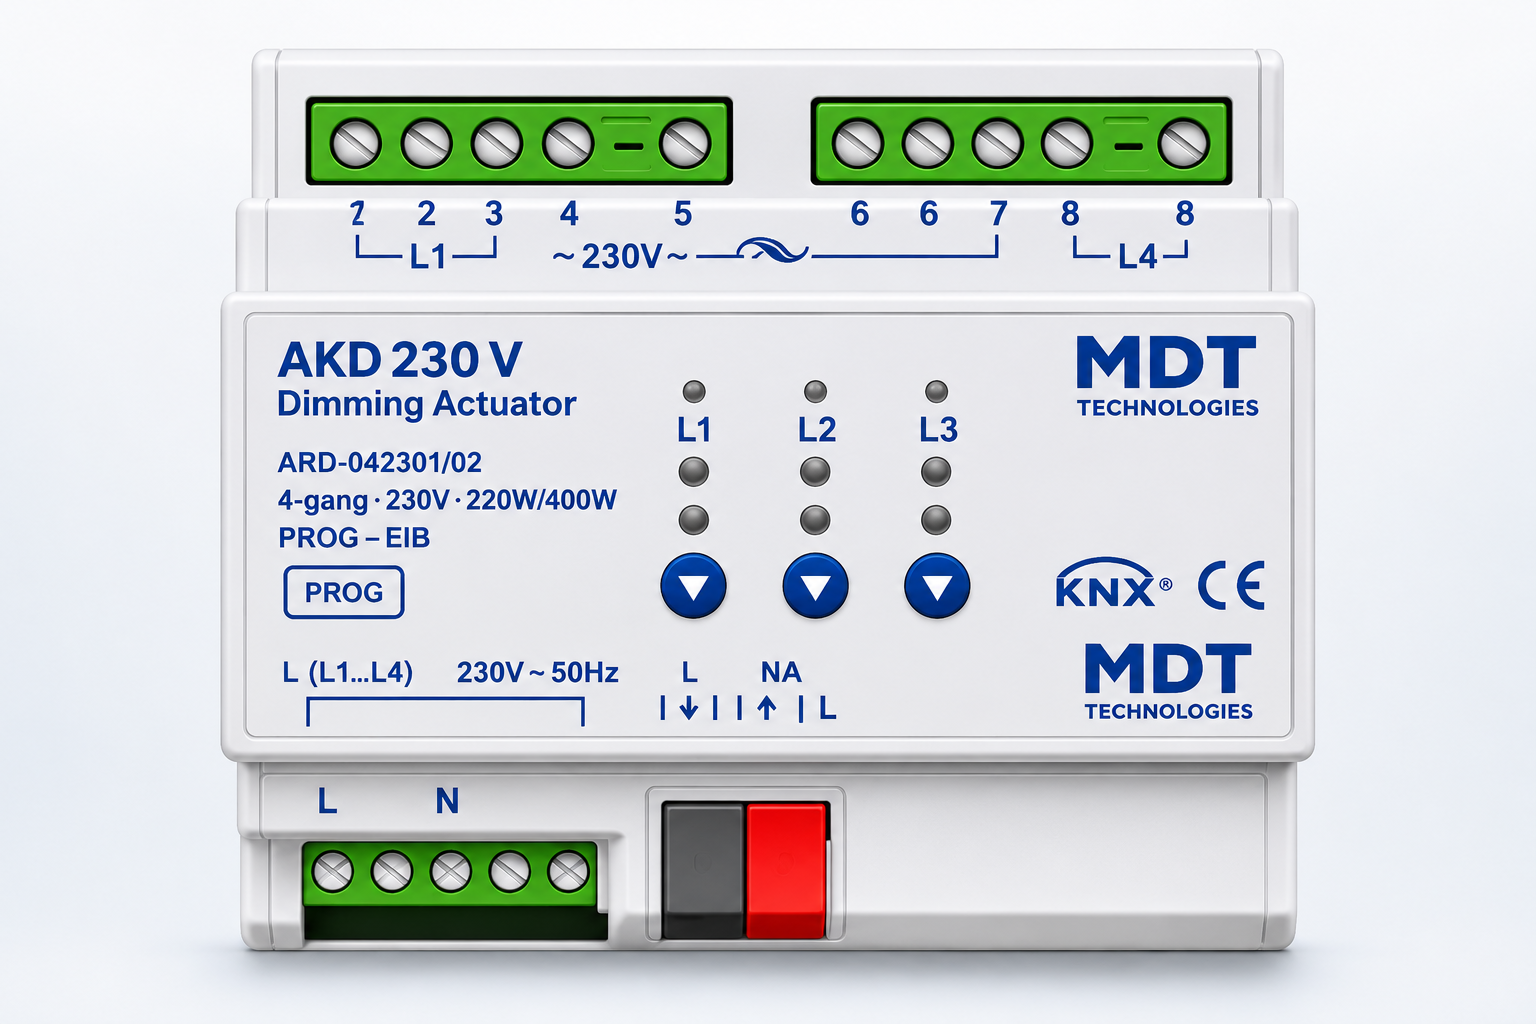 2 3 4 5 6 6 7 8 8
L1 ~230V~ L4
AKD 230 V
Dimming Actuator
ARD-042301/02
4-gang · 230V · 220W/400W
PROG – EIB
PROG
L1 L2 L3
MDT
TECHNOLOGIES
KNX® CE
MDT
TECHNOLOGIES
L (L1...L4) 230V ~ 50Hz
L NA
L
L N